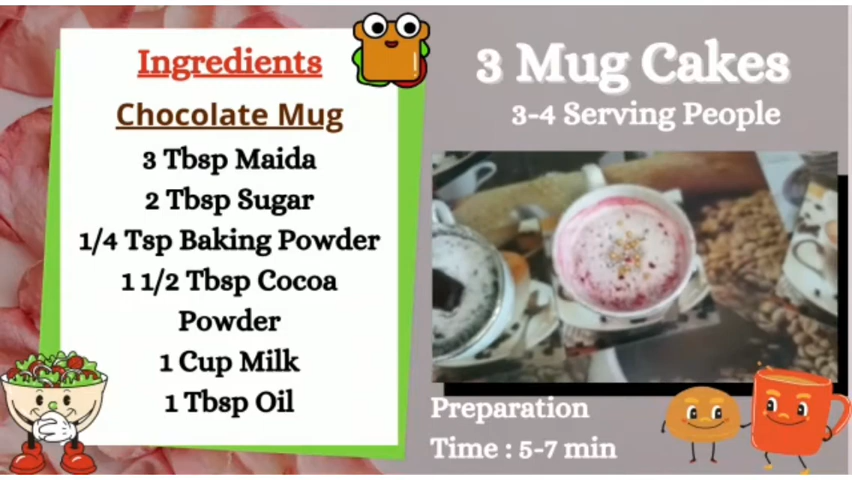 Ingredients
Chocolate Mug
3 Tbsp Maida
2 Tbsp Sugar
1/4 Tsp Baking Powder
1 1/2 Tbsp Cocoa
Powder
1 Cup Milk
1 Tbsp Oil
3 Mug Cakes
3-4 Serving People
Preparation
Time : 5-7 min